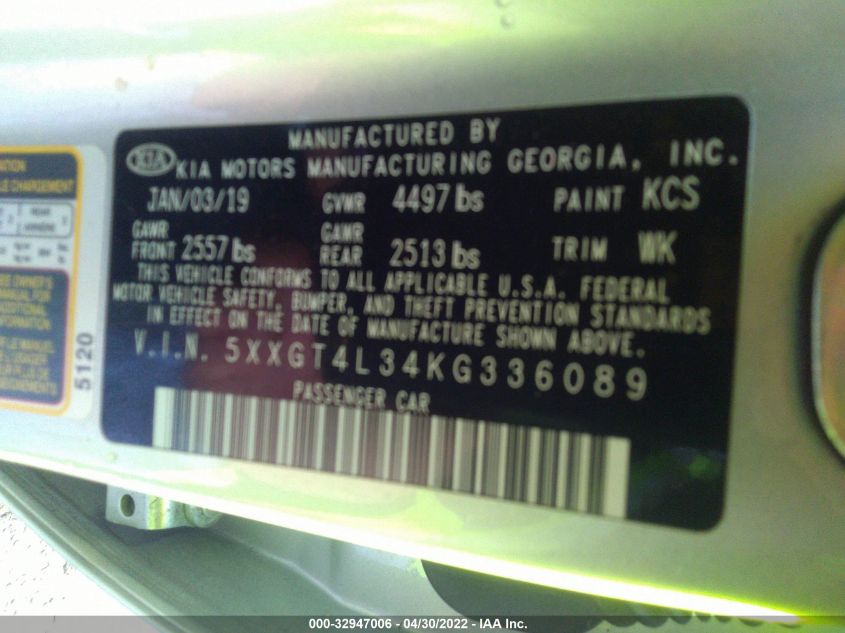 MANUFACTURED BY
KIA KIA MOTORS MANUFACTURING GEORGIA, INC.
JAN/03/19 GVWR 4497 lbs PAINT KCS
GAWR FRONT 2557 lbs GAWR REAR 2513 lbs TRIM WK
THIS VEHICLE CONFORMS TO ALL APPLICABLE U.S.A. FEDERAL
MOTOR VEHICLE SAFETY, BUMPER, AND THEFT PREVENTION STANDARDS
IN EFFECT ON THE DATE OF MANUFACTURE SHOWN ABOVE.
V.I.N. 5XXGT4L34KG336089
PASSENGER CAR
5120
000-32947006 / 04/30/2022 - IAA Inc.